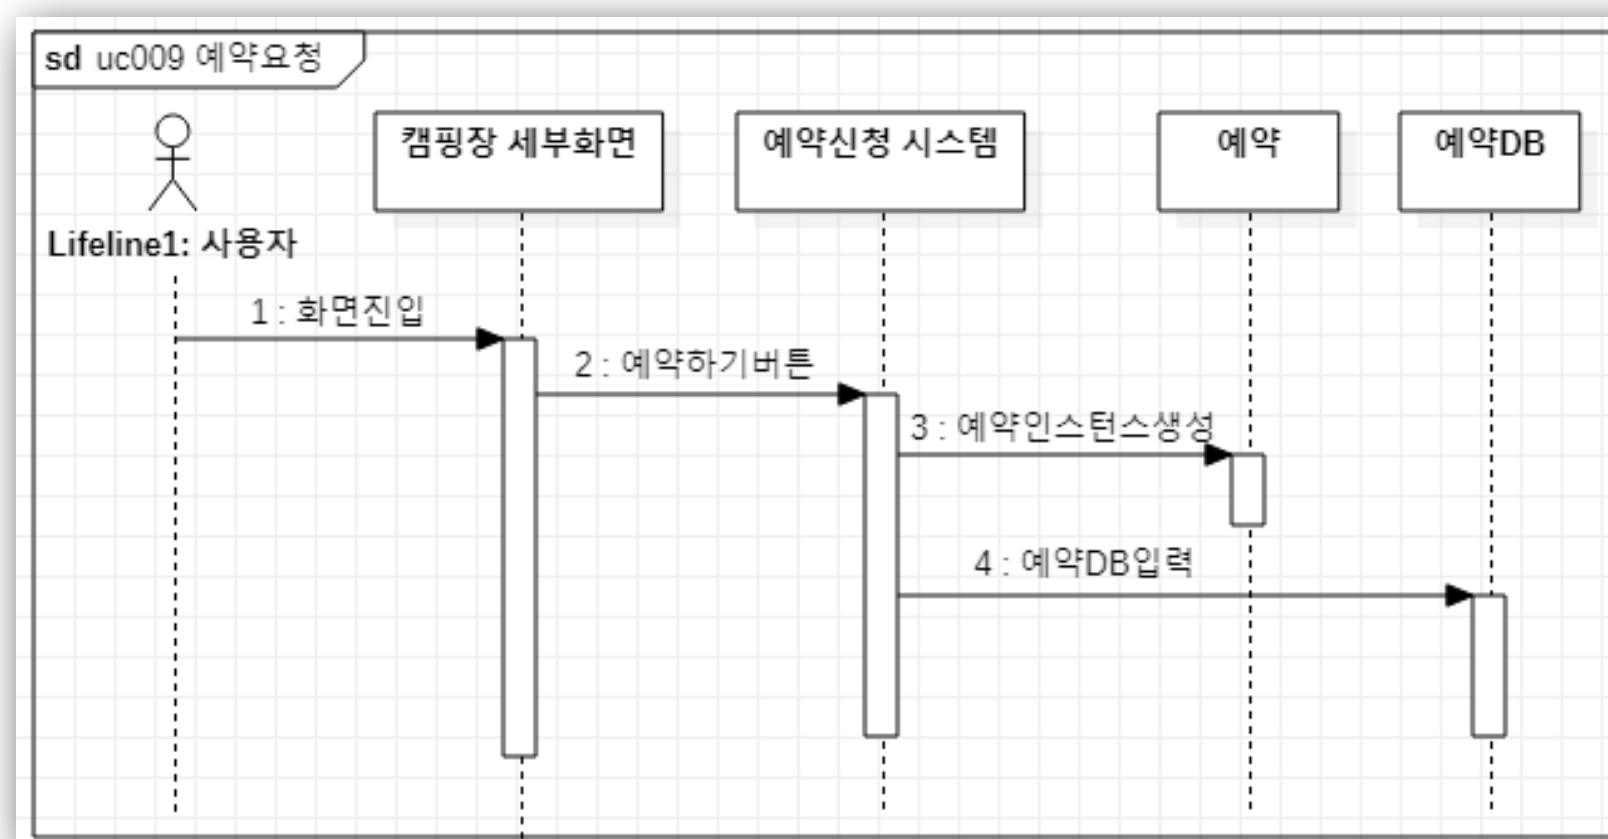 sd uc009 예약요청
캠핑장 세부화면
예약신청 시스템
예약
예약DB
Lifeline1: 사용자
1 : 화면진입
2 : 예약하기버튼
3 : 예약인스턴스생성
4 : 예약DB입력